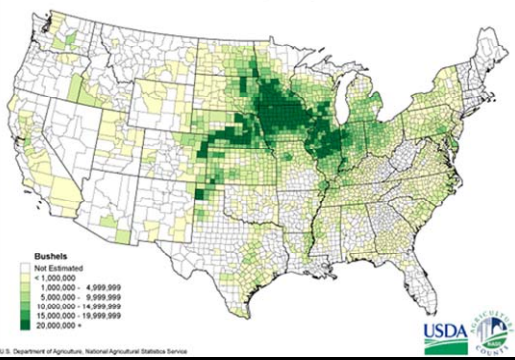 Bushels
Not Estimated
< 1,000,000
1,000,000 - 4,999,999
5,000,000 - 9,999,999
10,000,000 - 14,999,999
15,000,000 - 19,999,999
20,000,000 +
U.S. Department of Agriculture, National Agricultural Statistics Service
USDA
AGRICULTURE
COUNTS